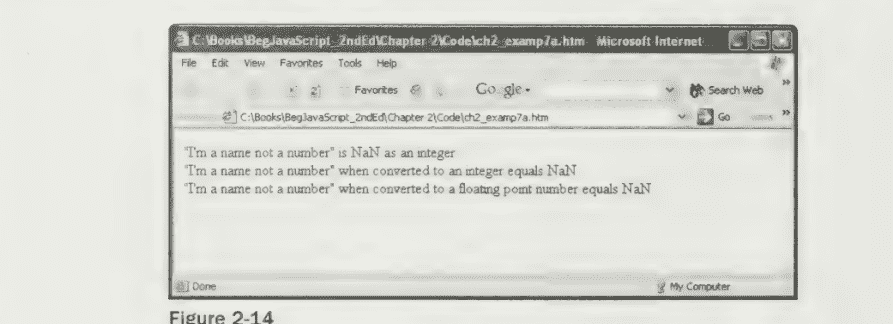 C:\Books\BegJavaScript_2ndEd\Chapter 2\Code\ch2_examp7a.htm Microsoft Internet
File Edit View Favorites Tools Help
Favorites Go gle Search Web »
C:\Books\BegJavaScript_2ndEd\Chapter 2\Code\ch2_examp7a.htm Go »
"I'm a name not a number" is NaN as an integer
"I'm a name not a number" when converted to an integer equals NaN
"I'm a name not a number" when converted to a floating point number equals NaN
Done My Computer
Figure 2-14